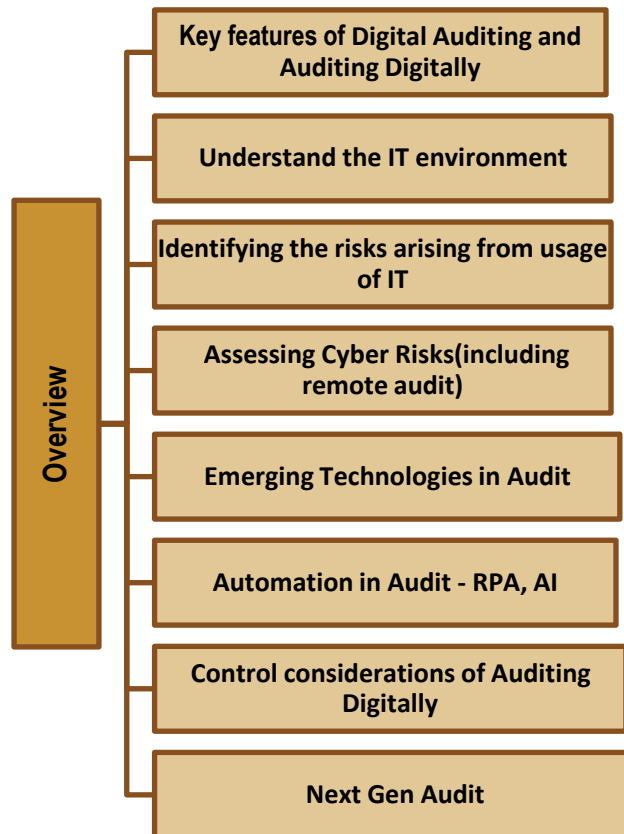 Overview
Key features of Digital Auditing and
Auditing Digitally
Understand the IT environment
Identifying the risks arising from usage
of IT
Assessing Cyber Risks(including
remote audit)
Emerging Technologies in Audit
Automation in Audit - RPA, AI
Control considerations of Auditing
Digitally
Next Gen Audit